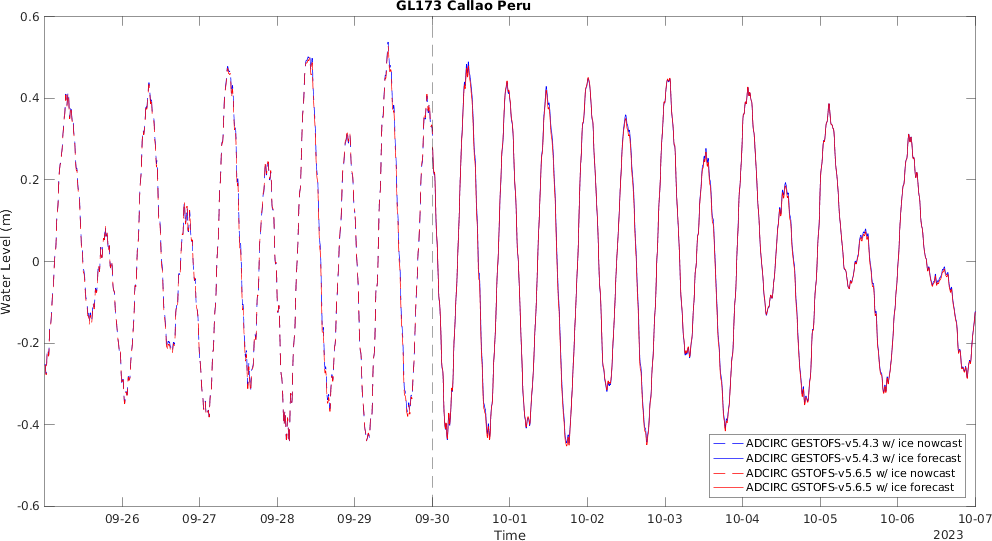 GL173 Callao Peru
0.6
0.4
0.2
0
-0.2
-0.4
-0.6
Water Level (m)
09-26 09-27 09-28 09-29 09-30 10-01 10-02 10-03 10-04 10-05 10-06 10-07
Time
2023
ADCIRC GESTOFS-v5.4.3 w/ ice nowcast
ADCIRC GESTOFS-v5.4.3 w/ ice forecast
ADCIRC GSTOFS-v5.6.5 w/ ice nowcast
ADCIRC GSTOFS-v5.6.5 w/ ice forecast